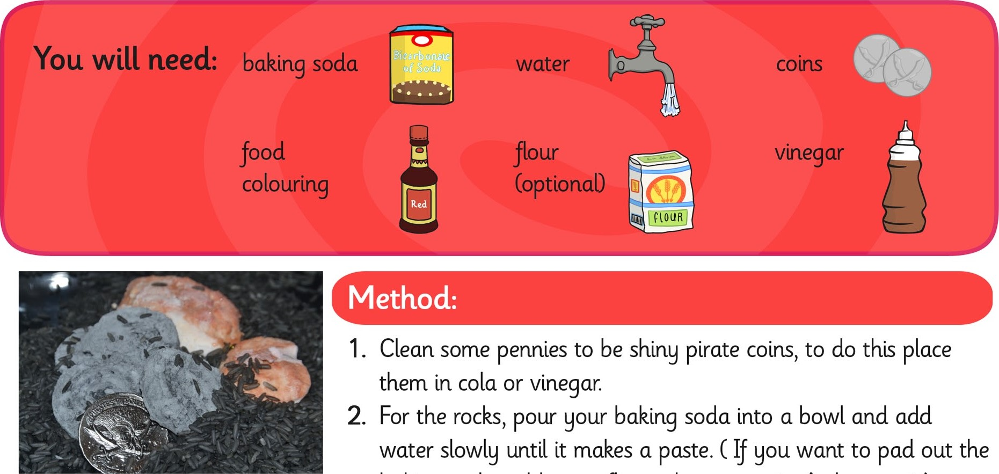 You will need:
baking soda
Bicarbonate
of Soda
water
coins
food
colouring
Red
flour
(optional)
FLOUR
vinegar
Method:
1. Clean some pennies to be shiny pirate coins, to do this place
them in cola or vinegar.
2. For the rocks, pour your baking soda into a bowl and add
water slowly until it makes a paste. ( If you want to pad out the